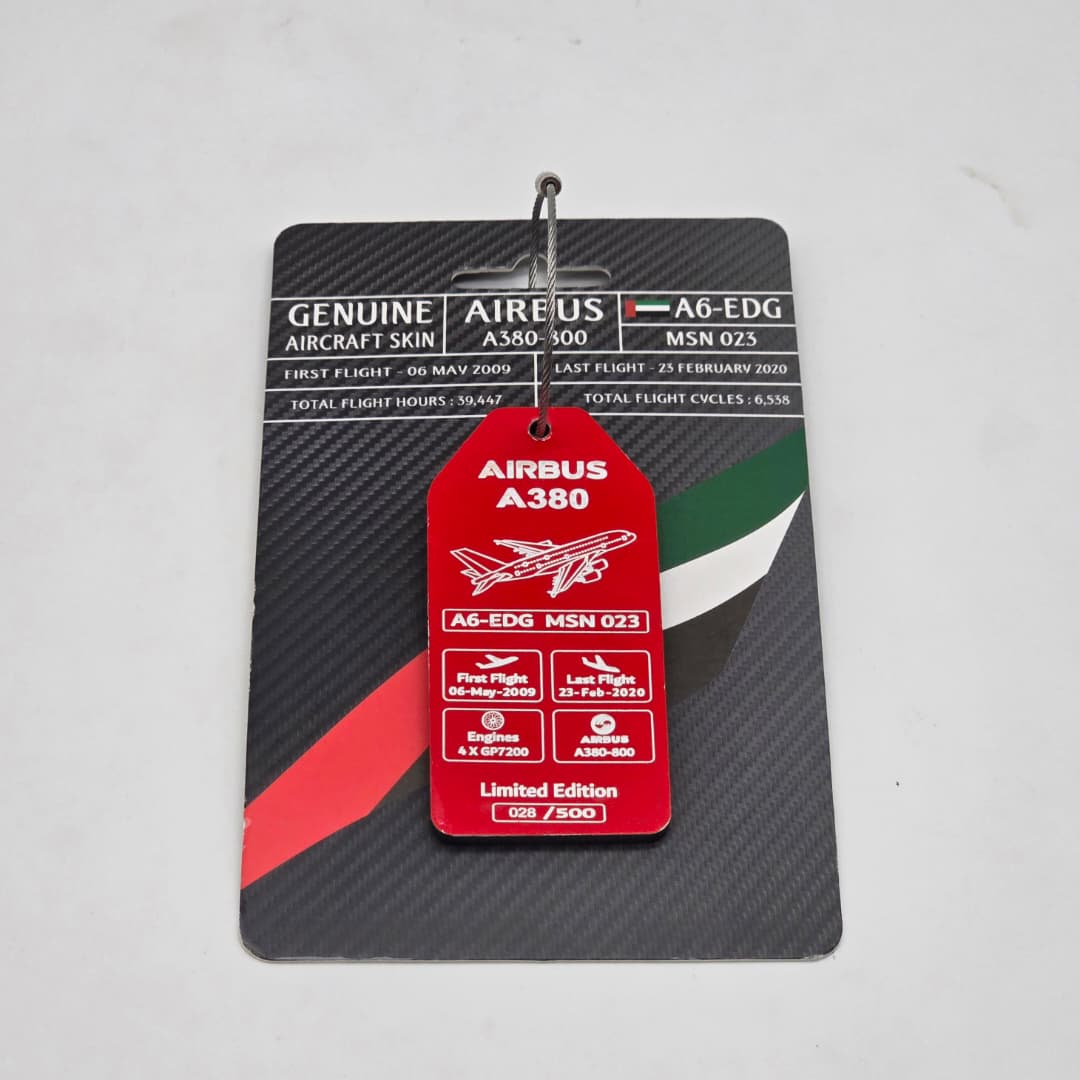 GENUINE
AIRCRAFT SKIN
AIRBUS
A380-800
A6-EDG
MSN 023
FIRST FLIGHT - 06 MAY 2009
LAST FLIGHT - 23 FEBRUARY 2020
TOTAL FLIGHT HOURS : 39,447
TOTAL FLIGHT CYCLES : 6,538
AIRBUS
A380
A6-EDG MSN 023
First Flight
06-May-2009
Last Flight
23-Feb-2020
Engines
4 X GP7200
AIRBUS
A380-800
Limited Edition
028 /500